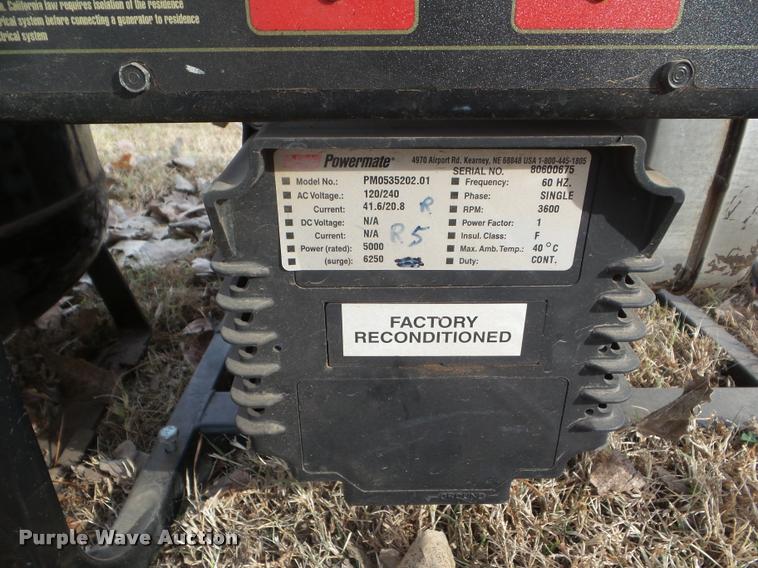 n. California law requires isolation of the residence
trical system before connecting a generator to residence
ctrical system
Powermate® 4970 Airport Rd. Kearney, NE 68848 USA 1-800-445-1805
SERIAL NO. 80600675
Model No.: PM0535202.01 Frequency: 60 HZ.
AC Voltage.: 120/240 Phase: SINGLE
Current: 41.6/20.8 R RPM: 3600
DC Voltage: N/A Power Factor: 1
Current: N/A R5 Insul. Class: F
Power (rated): 5000 Max. Amb. Temp.: 40°C
(surge): 6250 Duty: CONT.
FACTORY
RECONDITIONED
GROUND
Purple Wave Auction